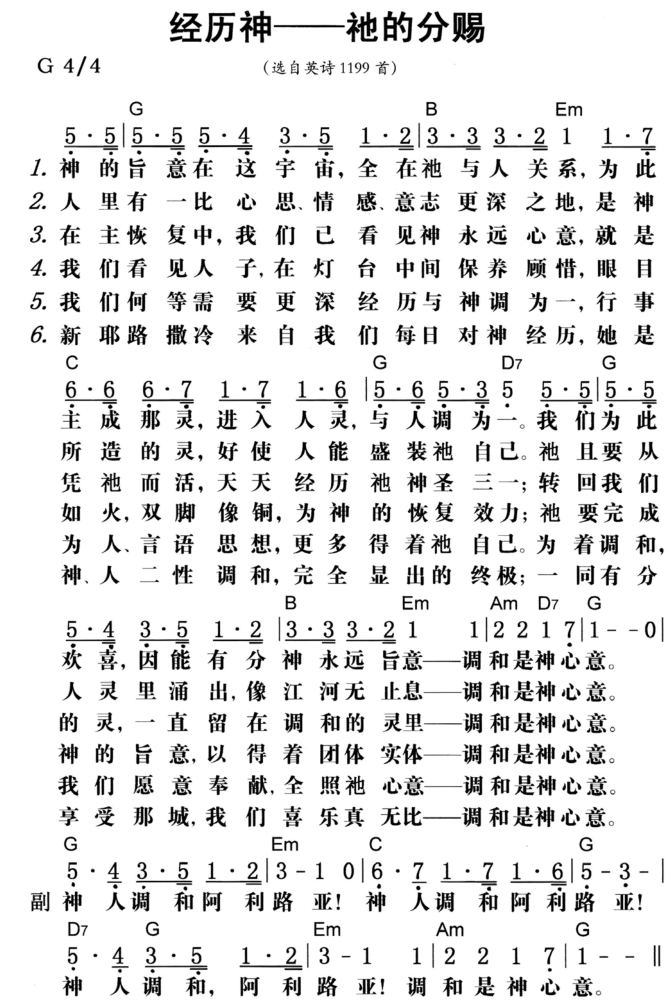 经历神——祂的分赐
G 4/4
(选自英诗1199首)
G B Em
5·5|5·5 5·4 3·5 1·2|3·3 3·2 1 1·7
1. 神的旨意在这宇宙,全在祂与人关系,为此
2. 人里有一比心思、情感、意志更深之地,是神
3. 在主恢复中,我们已看见神永远心意,就是
4. 我们看见人子,在灯台中间保养顾惜,眼目
5. 我们何等需要更深经历与神调为一,行事
6. 新耶路撒冷来自我们每日对神经历,她是
C G D7 G
6·6 6·7 1·7 1·6|5·6 5·3 5 5·5|5·5
主成那灵,进入人灵,与人调为一。我们为此
所造的灵,好使人能盛装祂自己。祂且要从
凭祂而活,天天经历祂神圣三一;转回我们
如火,双脚像铜,为神的恢复效力;祂要完成
为人、言语思想,更多得着祂自己。为着调和,
神、人二性调和,完全显出的终极;一同有分
B Em Am D7 G
5·4 3·5 1·2|3·3 3·2 1 1|2 2 1 7|1--0|
欢喜,因能有分神永远旨意——调和是神心意。
人灵里涌出,像江河无止息——调和是神心意。
的灵,一直留在调和的灵里——调和是神心意。
神的旨意,以得着团体实体——调和是神心意。
我们愿意奉献,全照祂心意——调和是神心意。
享受那城,我们喜乐真无比——调和是神心意。
G Em C G
5·4 3·5 1·2|3-1 0|6·7 1·7 1·6|5-3-|
副 神人调和阿利路亚!神人调和阿利路亚!
D7 G Em Am G
5·4 3·5 1·2|3-1 1|2 2 1 7|1--‖
神人调和,阿利路亚!调和是神心意。